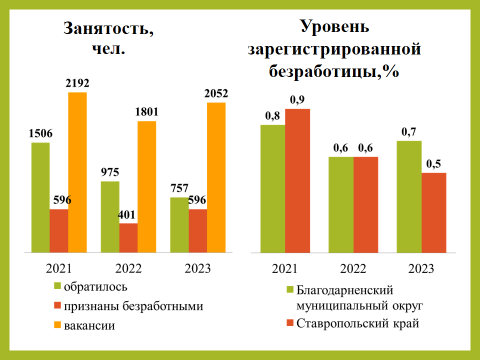 Занятость,
чел.
2192
1506
596
975
401
1801
757
596
2052
2021 2022 2023
обратилось
признаны безработными
вакансии
Уровень
зарегистрированной
безработицы,%
0,8
0,9
0,6
0,6
0,7
0,5
2021 2022 2023
Благодарненский
муниципальный округ
Ставропольский край